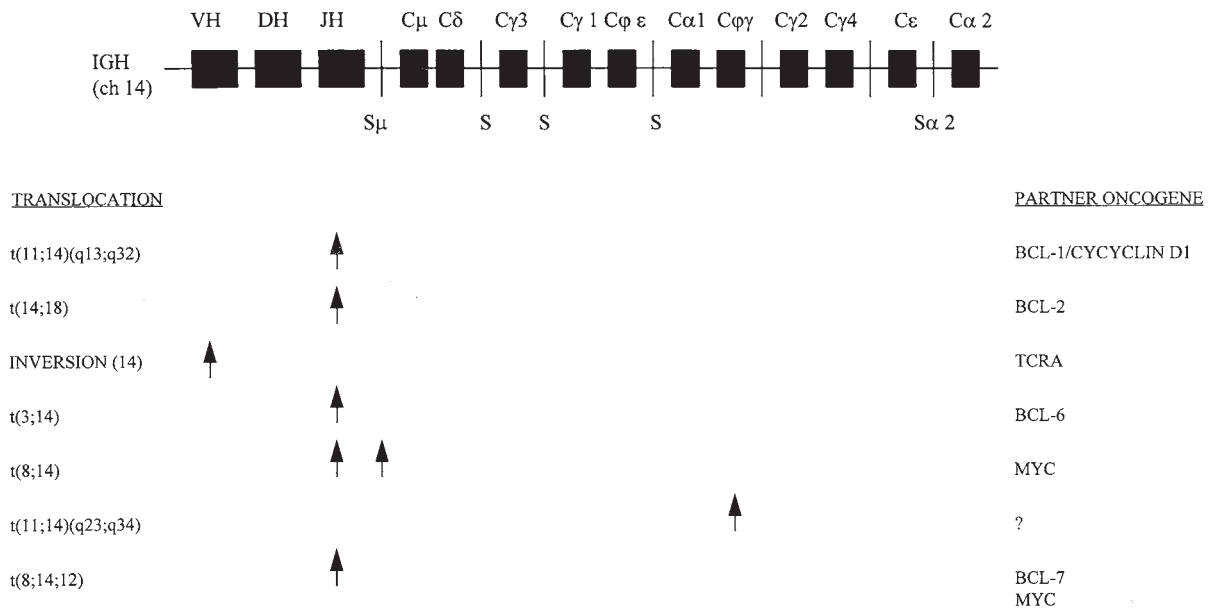 VH DH JH Cμ Cδ Cγ3 Cγ 1 Cφ ε Cα1 Cφγ Cγ2 Cγ4 Cε Cα 2
IGH
(ch 14)
Sμ S S S Sα 2
TRANSLOCATION PARTNER ONCOGENE
t(11;14)(q13;q32) BCL-1/CYCYCLIN D1
t(14;18) BCL-2
INVERSION (14) TCRA
t(3;14) BCL-6
t(8;14) MYC
t(11;14)(q23;q34) ?
t(8;14;12) BCL-7
MYC